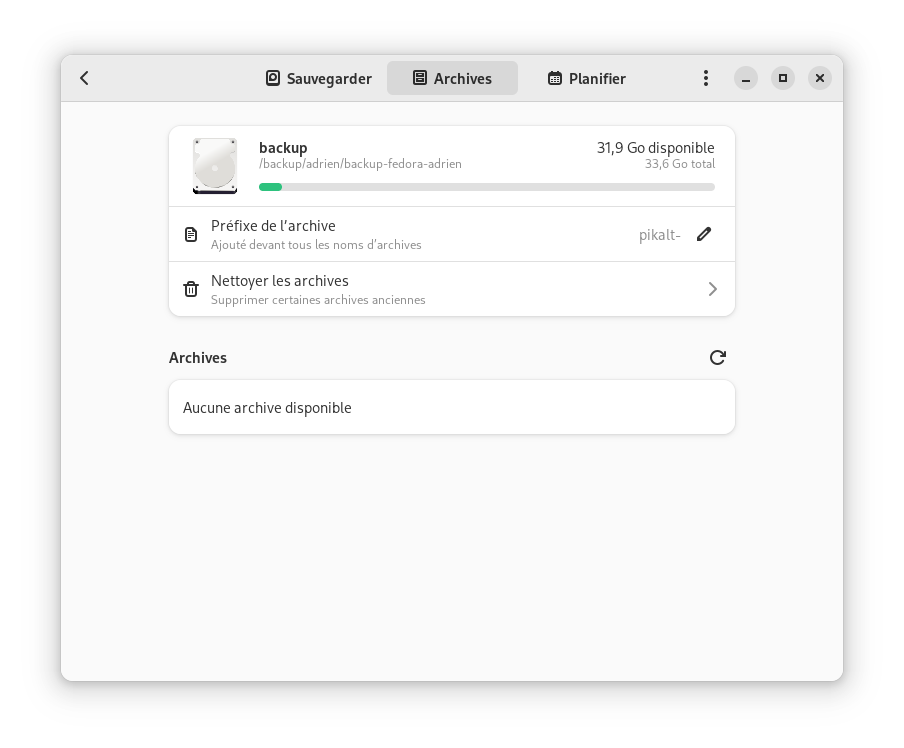 Sauvegarder Archives Planifier
backup 31,9 Go disponible
/backup/adrien/backup-fedora-adrien 33,6 Go total
Préfixe de l’archive
Ajouté devant tous les noms d’archives
pikalt-
Nettoyer les archives
Supprimer certaines archives anciennes
Archives
Aucune archive disponible